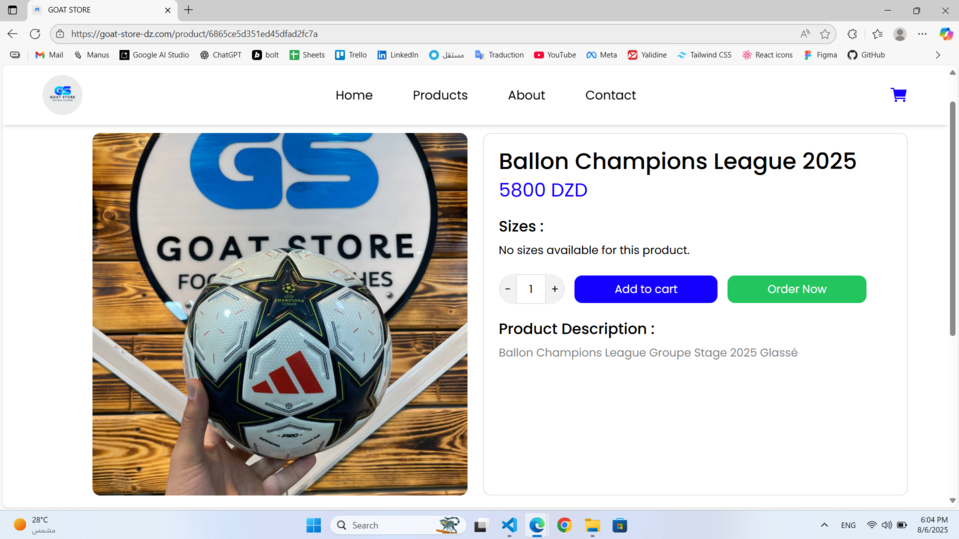 GOAT STORE
https://goat-store-dz.com/product/6865ce5d351ed45dfad2fc7a
Mail
Manus
Google AI Studio
ChatGPT
bolt
Sheets
Trello
LinkedIn
مستقل
Traduction
YouTube
Meta
Validine
Tailwind CSS
React icons
Figma
GitHub
GS
GOAT STORE
Home
Products
About
Contact
GS
GOAT STORE
CHAMPIONS
LEAGUE
PRO
Ballon Champions League 2025
5800 DZD
Sizes :
No sizes available for this product.
- 1 +
Add to cart
Order Now
Product Description :
Ballon Champions League Groupe Stage 2025 Glassé
28°C
مشمس
Search
ENG
6:04 PM
8/6/2025